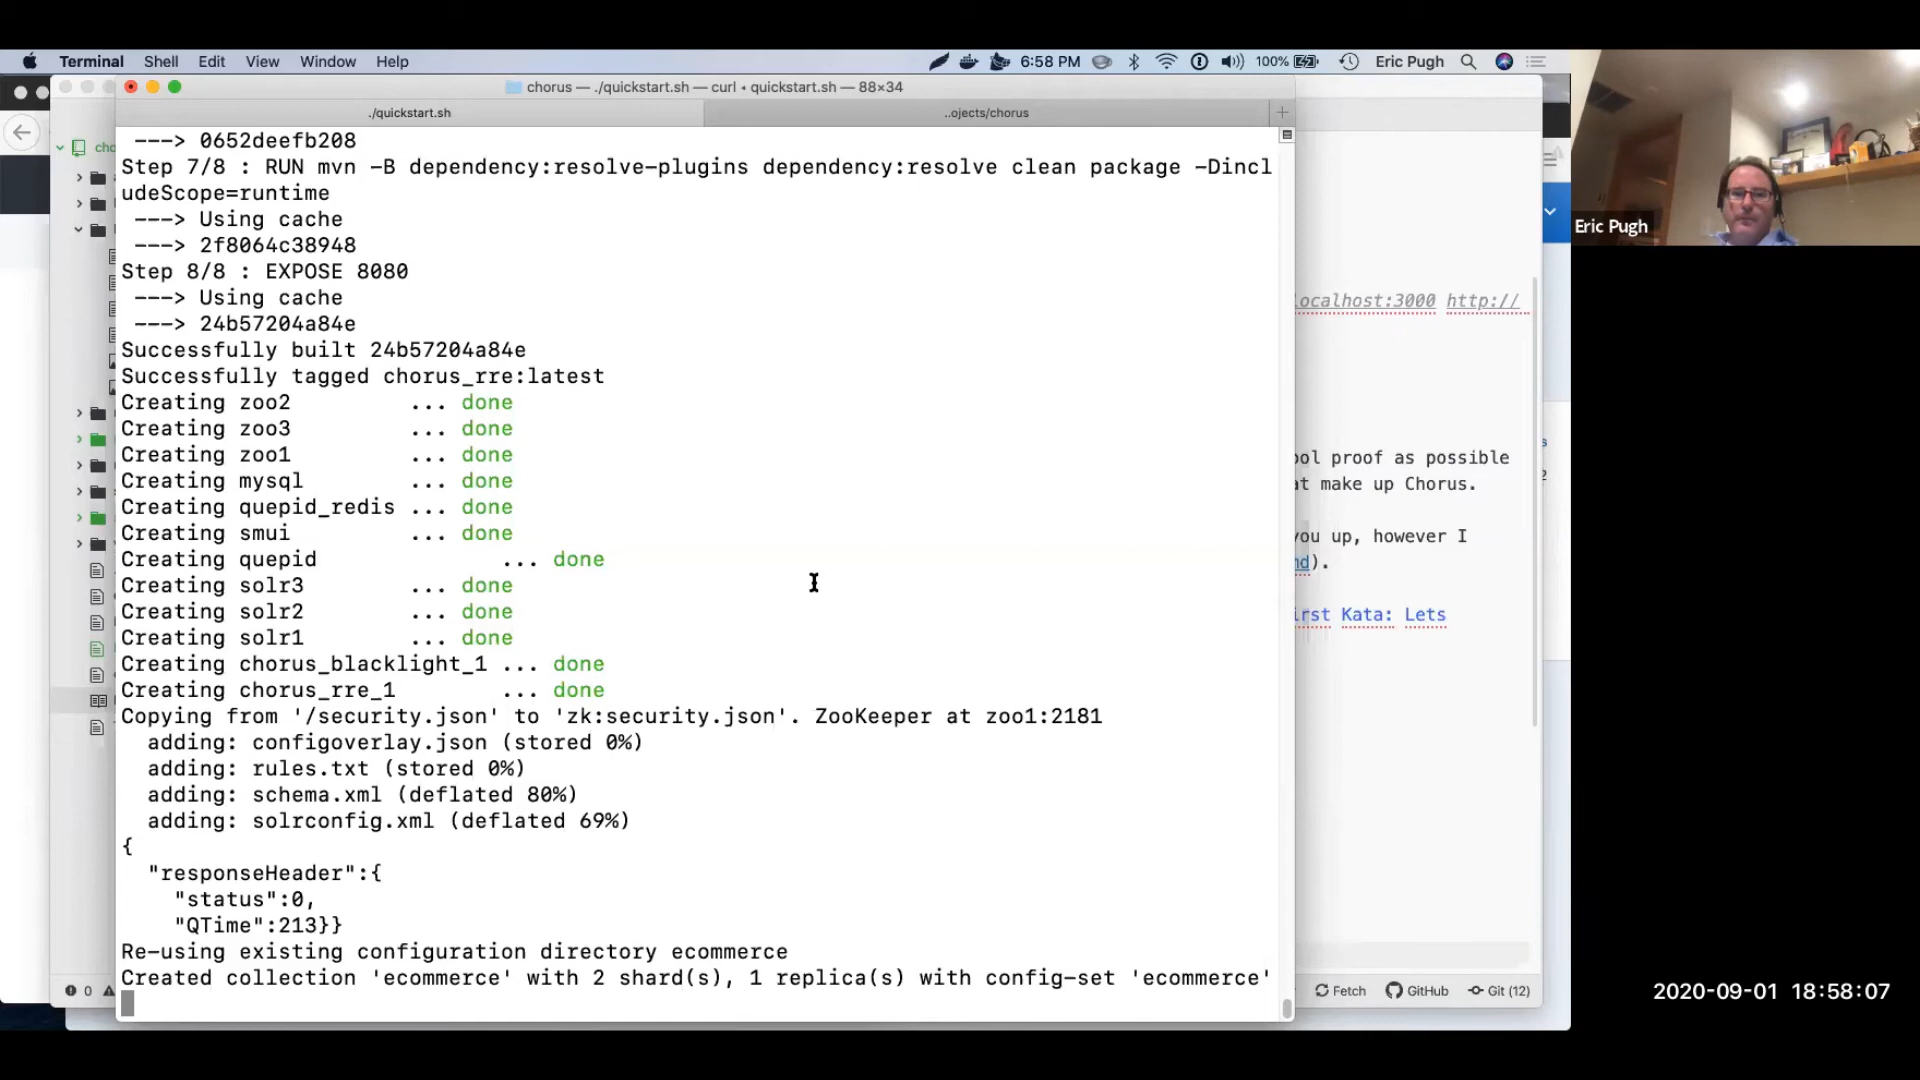 Terminal Shell Edit View Window Help 6:58 PM 100% Eric Pugh
chorus — ./quickstart.sh — curl ◂ quickstart.sh — 88×34
./quickstart.sh ..ojects/chorus
---> 0652deefb208
Step 7/8 : RUN mvn -B dependency:resolve-plugins dependency:resolve clean package -Dincl
udeScope=runtime
---> Using cache
---> 2f8064c38948
Step 8/8 : EXPOSE 8080
---> Using cache
---> 24b57204a84e
Successfully built 24b57204a84e
Successfully tagged chorus_rre:latest
Creating zoo2 ... done
Creating zoo3 ... done
Creating zoo1 ... done
Creating mysql ... done
Creating quepid_redis ... done
Creating smui ... done
Creating quepid ... done
Creating solr3 ... done
Creating solr2 ... done
Creating solr1 ... done
Creating chorus_blacklight_1 ... done
Creating chorus_rre_1 ... done
Copying from '/security.json' to 'zk:security.json'. ZooKeeper at zoo1:2181
adding: configoverlay.json (stored 0%)
adding: rules.txt (stored 0%)
adding: schema.xml (deflated 80%)
adding: solrconfig.xml (deflated 69%)
{
"responseHeader":{
"status":0,
"QTime":213}}
Re-using existing configuration directory ecommerce
Created collection 'ecommerce' with 2 shard(s), 1 replica(s) with config-set 'ecommerce'
cho
0
ocalhost:3000 http://
ool proof as possible
at make up Chorus.
you up, however I
nd).
irst Kata: Lets
s
2
Fetch GitHub Git (12)
Eric Pugh
2020-09-01 18:58:07